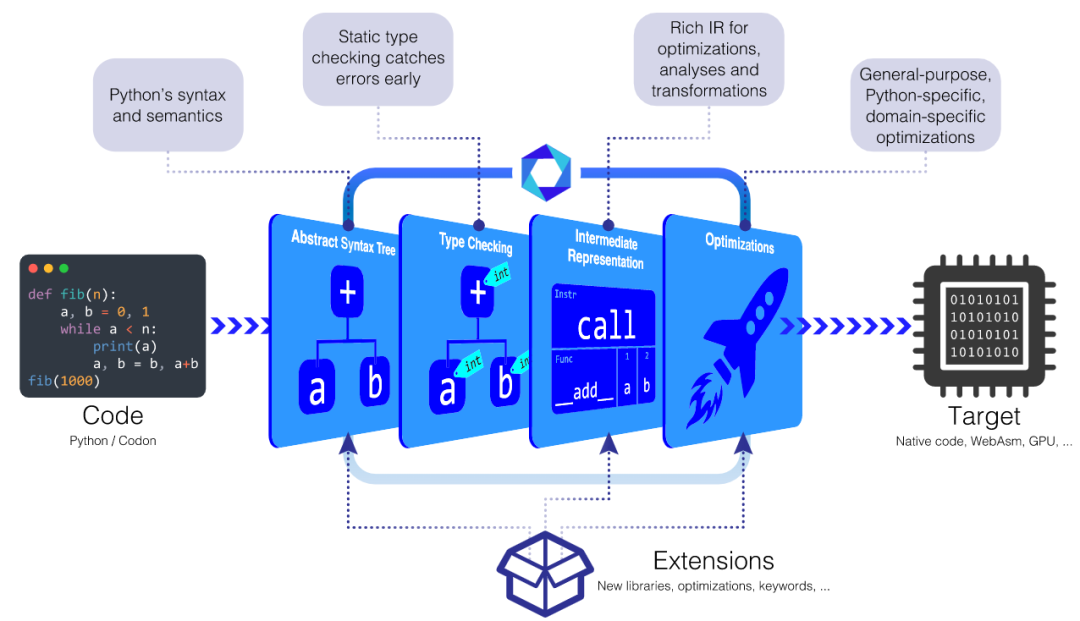 Python's syntax
and semantics
Static type
checking catches
errors early
Rich IR for
optimizations,
analyses and
transformations
General-purpose,
Python-specific,
domain-specific
optimizations
def fib(n):
    a, b = 0, 1
    while a < n:
        print(a)
        a, b = b, a+b
fib(1000)
Code
Python / Codon
Abstract Syntax Tree
+
a b
Type Checking
+ int
a int b int
Intermediate
Representation
Instr
call
Func 1 2
__add__ a b
Optimizations
01010101
10101010
01010101
10101010
Target
Native code, WebAsm, GPU, ...
Extensions
New libraries, optimizations, keywords, ...